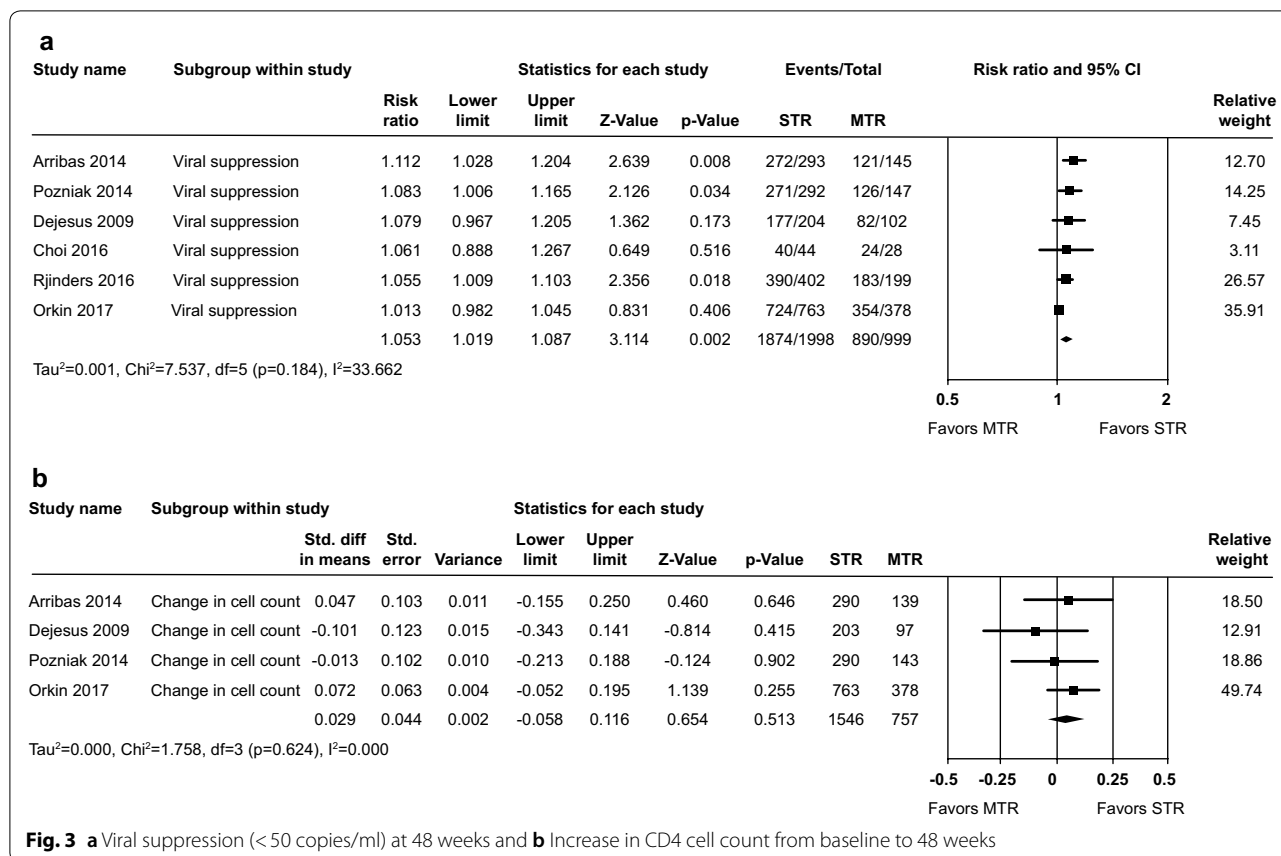 a
Study name Subgroup within study Statistics for each study Events/Total Risk ratio and 95% CI
Risk ratio Lower limit Upper limit Z-Value p-Value STR MTR Relative weight
Arribas 2014 Viral suppression 1.112 1.028 1.204 2.639 0.008 272/293 121/145 12.70
Pozniak 2014 Viral suppression 1.083 1.006 1.165 2.126 0.034 271/292 126/147 14.25
Dejesus 2009 Viral suppression 1.079 0.967 1.205 1.362 0.173 177/204 82/102 7.45
Choi 2016 Viral suppression 1.061 0.888 1.267 0.649 0.516 40/44 24/28 3.11
Rjinders 2016 Viral suppression 1.055 1.009 1.103 2.356 0.018 390/402 183/199 26.57
Orkin 2017 Viral suppression 1.013 0.982 1.045 0.831 0.406 724/763 354/378 35.91
1.053 1.019 1.087 3.114 0.002 1874/1998 890/999
Tau²=0.001, Chi²=7.537, df=5 (p=0.184), I²=33.662
0.5 1 2
Favors MTR Favors STR
b
Study name Subgroup within study Statistics for each study
Std. diff in means Std. error Variance Lower limit Upper limit Z-Value p-Value STR MTR Relative weight
Arribas 2014 Change in cell count 0.047 0.103 0.011 -0.155 0.250 0.460 0.646 290 139 18.50
Dejesus 2009 Change in cell count -0.101 0.123 0.015 -0.343 0.141 -0.814 0.415 203 97 12.91
Pozniak 2014 Change in cell count -0.013 0.102 0.010 -0.213 0.188 -0.124 0.902 290 143 18.86
Orkin 2017 Change in cell count 0.072 0.063 0.004 -0.052 0.195 1.139 0.255 763 378 49.74
0.029 0.044 0.002 -0.058 0.116 0.654 0.513 1546 757
Tau²=0.000, Chi²=1.758, df=3 (p=0.624), I²=0.000
-0.5 -0.25 0 0.25 0.5
Favors MTR Favors STR
Fig. 3 a Viral suppression (< 50 copies/ml) at 48 weeks and b Increase in CD4 cell count from baseline to 48 weeks